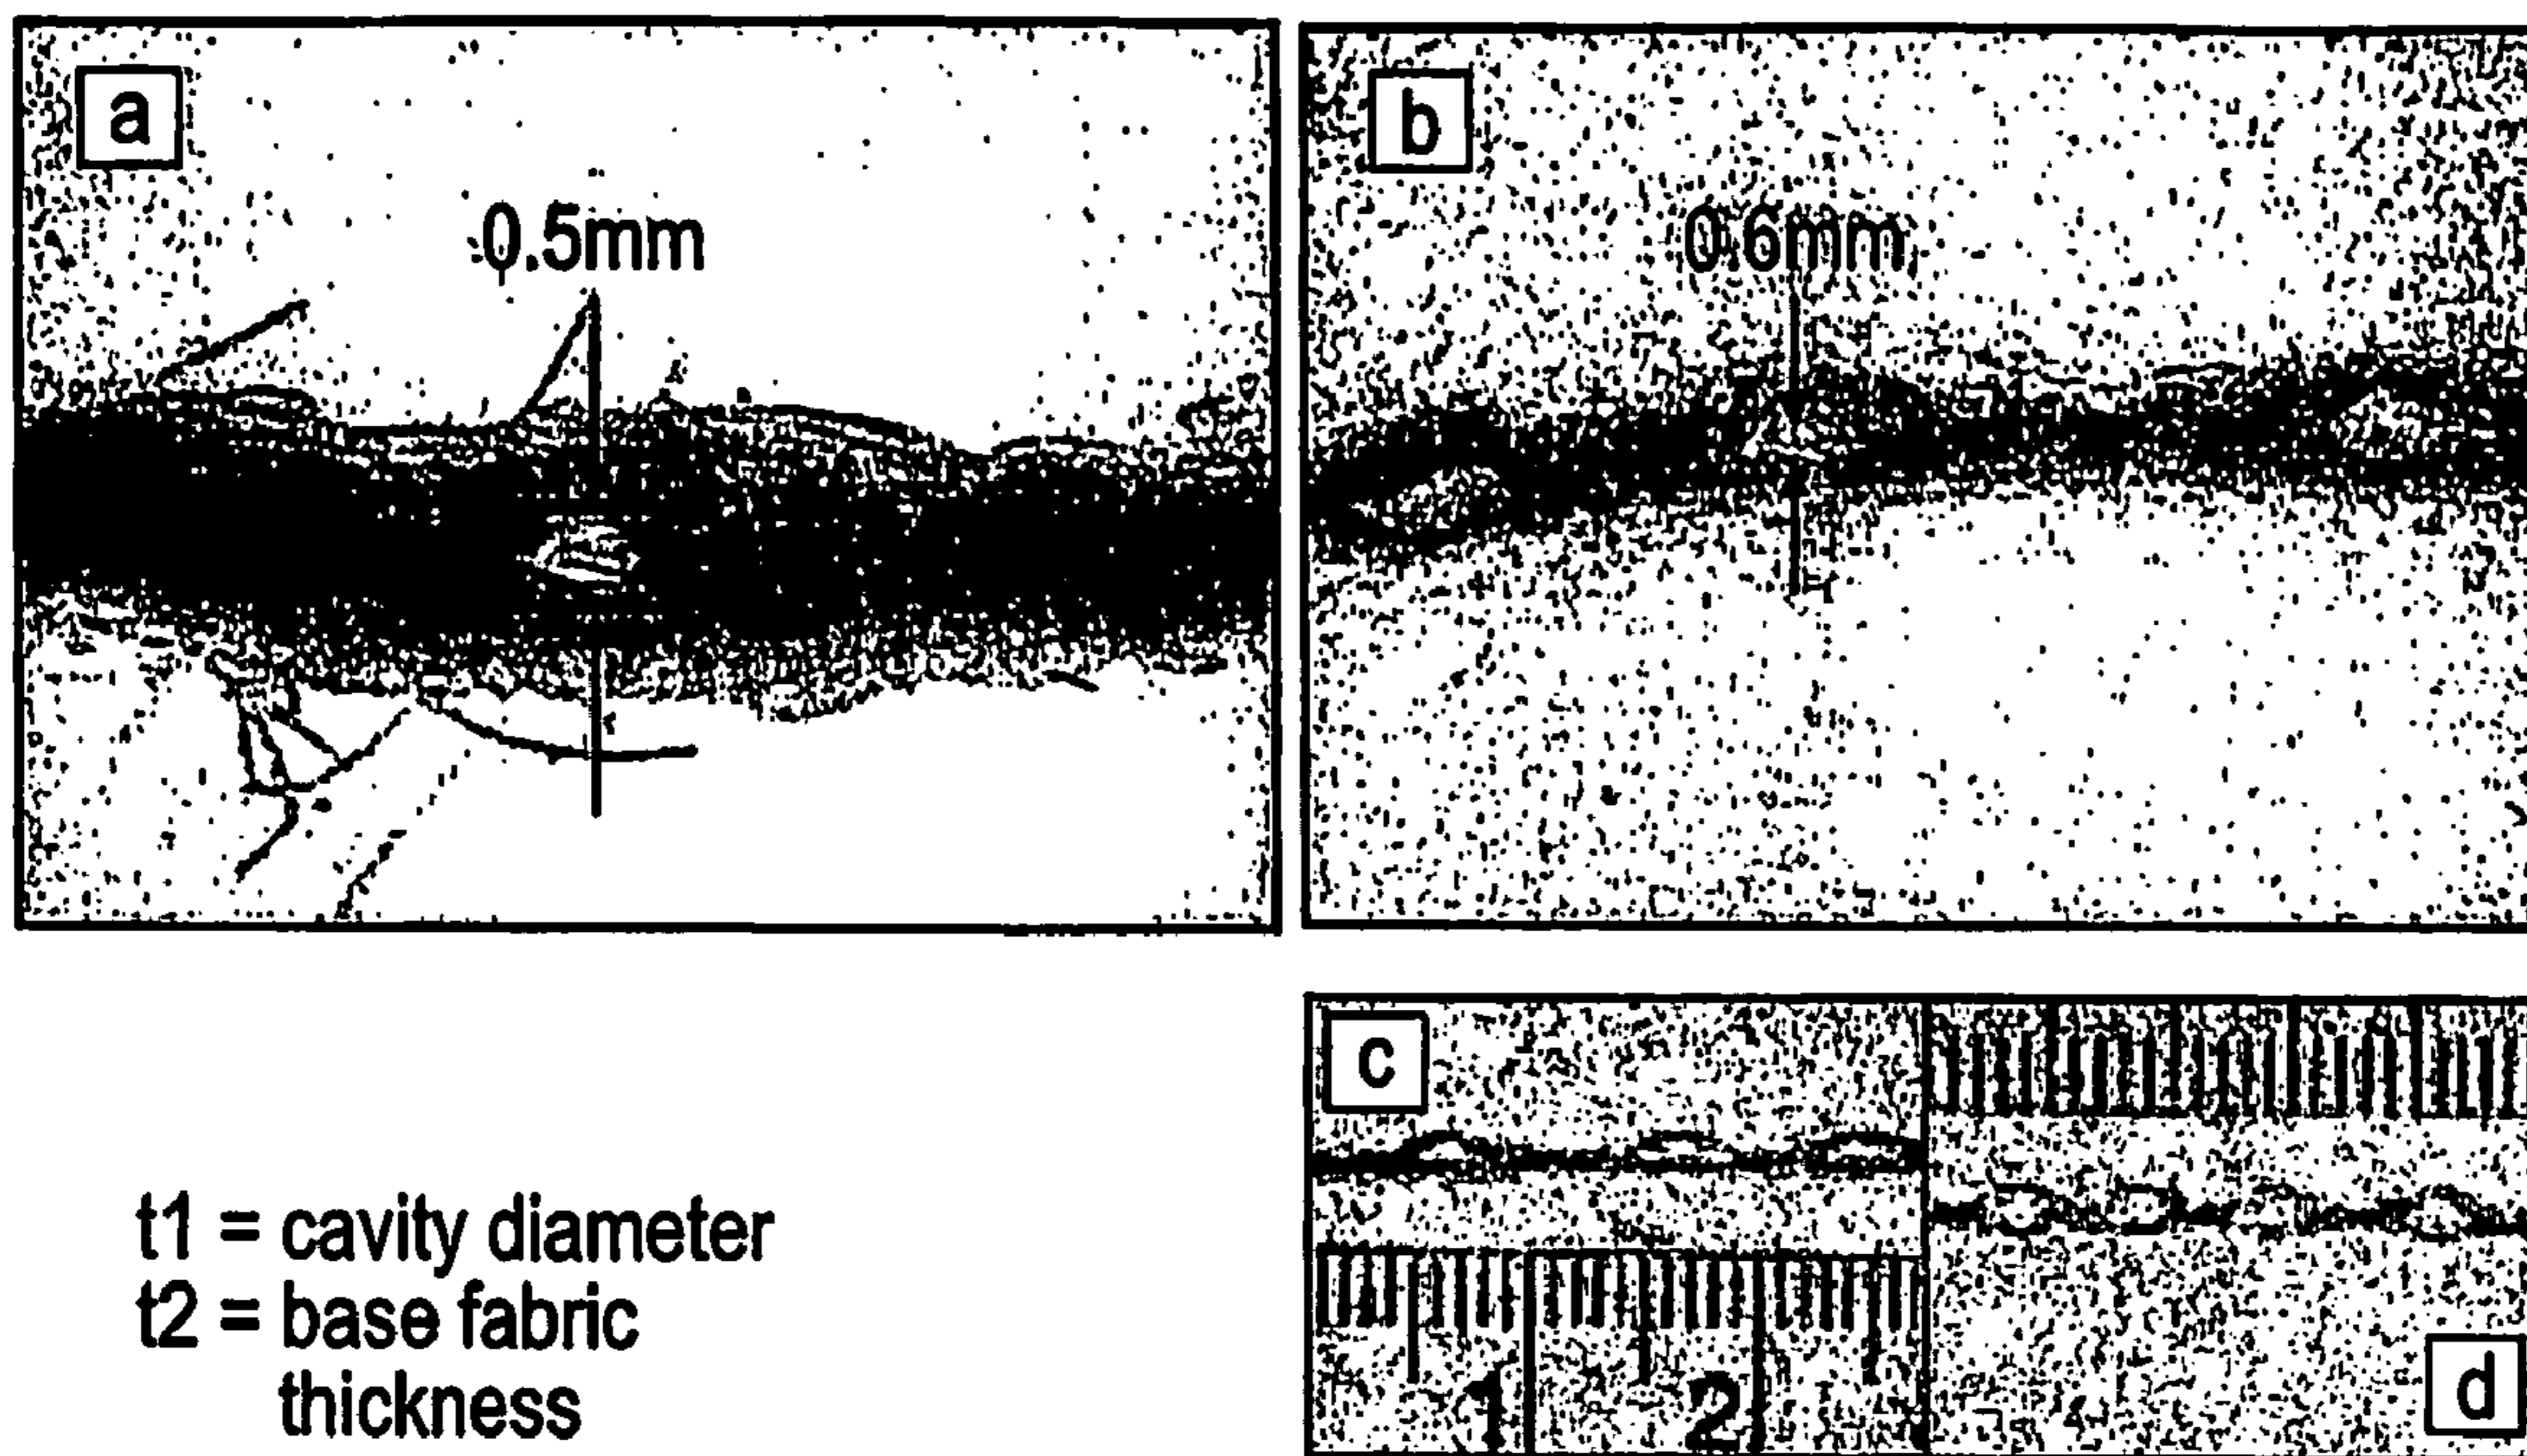 a
b
0.5mm
0.6mm
c
1
2
d
t1 = cavity diameter
t2 = base fabric
thickness